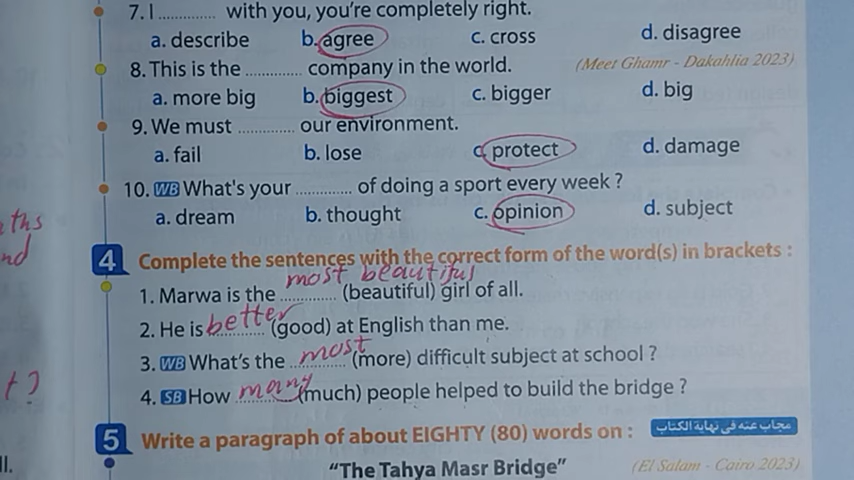 7. I ............ with you, you're completely right.
a. describe b. agree c. cross d. disagree
8. This is the ............ company in the world. (Meet Ghamr - Dakahlia 2023)
a. more big b. biggest c. bigger d. big
9. We must ............ our environment.
a. fail b. lose c. protect d. damage
10. WB What's your ............ of doing a sport every week ?
a. dream b. thought c. opinion d. subject
4 Complete the sentences with the correct form of the word(s) in brackets :
most beautiful
1. Marwa is the ............ (beautiful) girl of all.
2. He is better (good) at English than me.
3. WB What's the most (more) difficult subject at school ?
4. SB How many (much) people helped to build the bridge ?
5 Write a paragraph of about EIGHTY (80) words on : مجاب عنه فى نهاية الكتاب
"The Tahya Masr Bridge" (El Salam - Cairo 2023)